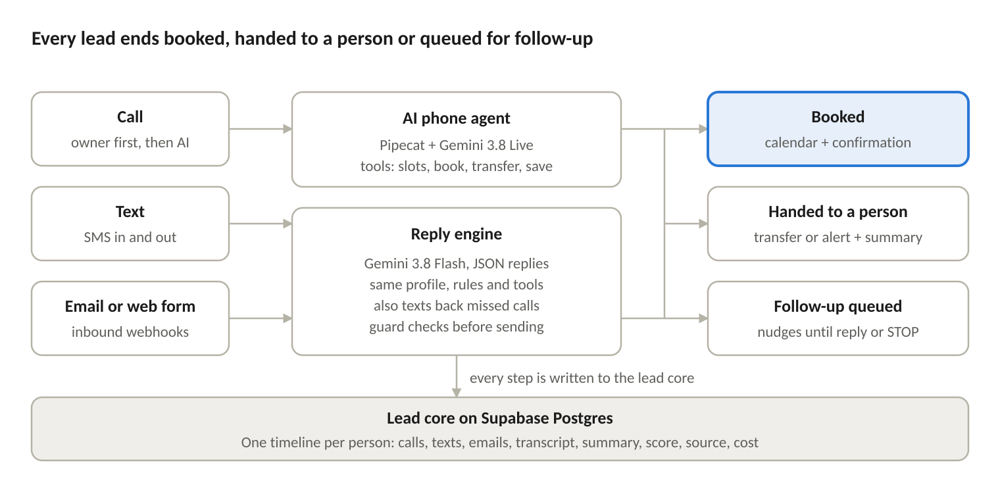 Every lead ends booked, handed to a person or queued for follow-up
Call
owner first, then AI
Text
SMS in and out
Email or web form
inbound webhooks
AI phone agent
Pipecat + Gemini 3.8 Live
tools: slots, book, transfer, save
Reply engine
Gemini 3.8 Flash, JSON replies
same profile, rules and tools
also texts back missed calls
guard checks before sending
Booked
calendar + confirmation
Handed to a person
transfer or alert + summary
Follow-up queued
nudges until reply or STOP
every step is written to the lead core
Lead core on Supabase Postgres
One timeline per person: calls, texts, emails, transcript, summary, score, source, cost